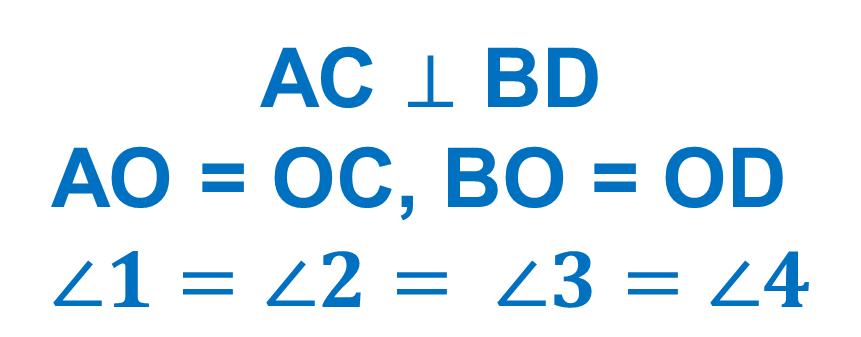 AC ⊥ BD
AO = OC, BO = OD
∠1 = ∠2 = ∠3 = ∠4